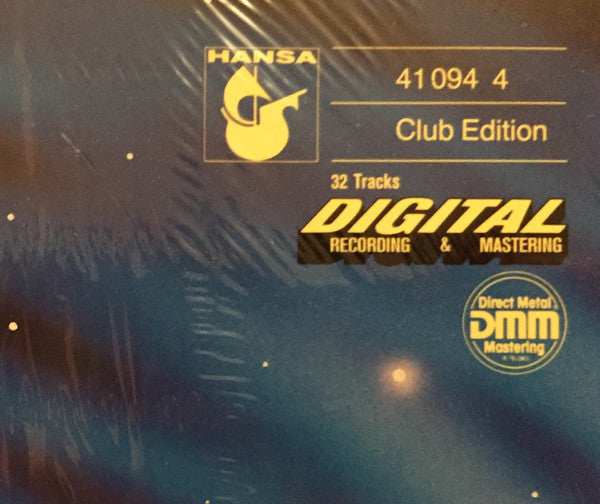 HANSA
41 094 4
Club Edition
32 Tracks
DIGITAL
RECORDING & MASTERING
Direct Metal
DMM
Mastering